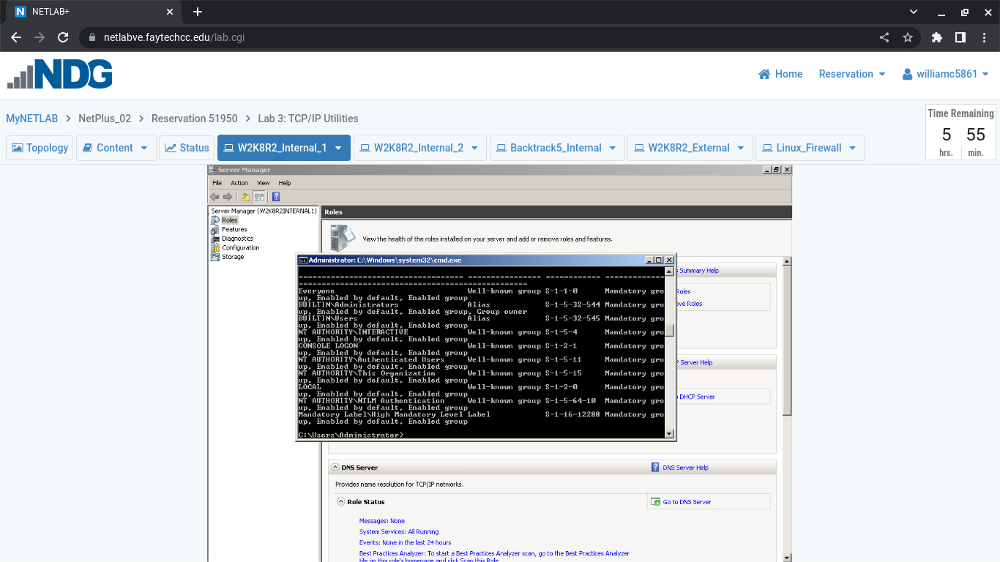 NETLAB+
netlabve.faytechcc.edu/lab.cgi
NDG
Home Reservation williamc5861
MyNETLAB > NetPlus_02 > Reservation 51950 > Lab 3: TCP/IP Utilities
Time Remaining
5 55
hrs. min.
Topology Content Status W2K8R2_Internal_1 W2K8R2_Internal_2 Backtrack5_Internal W2K8R2_External Linux_Firewall
Server Manager
File Action View Help
Server Manager (W2K8R2INTERNAL1)
Roles
Features
Diagnostics
Configuration
Storage
Roles
View the health of the roles installed on your server and add or remove roles and features.
Administrator: C:\Windows\system32\cmd.exe
==================================== ================ ============ =============
==================================================
Everyone Well-known group S-1-1-0 Mandatory gro
up, Enabled by default, Enabled group
BUILTIN\Administrators Alias S-1-5-32-544 Mandatory gro
up, Enabled by default, Enabled group, Group owner
BUILTIN\Users Alias S-1-5-32-545 Mandatory gro
up, Enabled by default, Enabled group
NT AUTHORITY\INTERACTIVE Well-known group S-1-5-4 Mandatory gro
up, Enabled by default, Enabled group
CONSOLE LOGON Well-known group S-1-2-1 Mandatory gro
up, Enabled by default, Enabled group
NT AUTHORITY\Authenticated Users Well-known group S-1-5-11 Mandatory gro
up, Enabled by default, Enabled group
NT AUTHORITY\This Organization Well-known group S-1-5-15 Mandatory gro
up, Enabled by default, Enabled group
LOCAL Well-known group S-1-2-0 Mandatory gro
up, Enabled by default, Enabled group
NT AUTHORITY\NTLM Authentication Well-known group S-1-5-64-10 Mandatory gro
up, Enabled by default, Enabled group
Mandatory Label\High Mandatory Level Label S-1-16-12288 Mandatory gro
up, Enabled by default, Enabled group
C:\Users\Administrator>
Summary Help
Roles
ve Roles
Server Help
DHCP Server
DNS Server DNS Server Help
Provides name resolution for TCP/IP networks.
Role Status Go to DNS Server
Messages: None
System Services: All Running
Events: None in the last 24 hours
Best Practices Analyzer: To start a Best Practices Analyzer scan, go to the Best Practices Analyzer
tile on this role's homepage and click Scan this Role